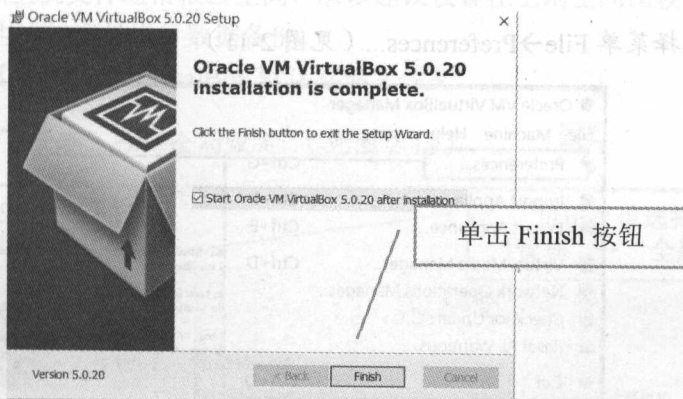 Oracle VM VirtualBox 5.0.20 Setup
Oracle VM VirtualBox 5.0.20
installation is complete.
Click the Finish button to exit the Setup Wizard.
Start Oracle VM VirtualBox 5.0.20 after installation
单击 Finish 按钮
Version 5.0.20
< Back
Finish
Cancel